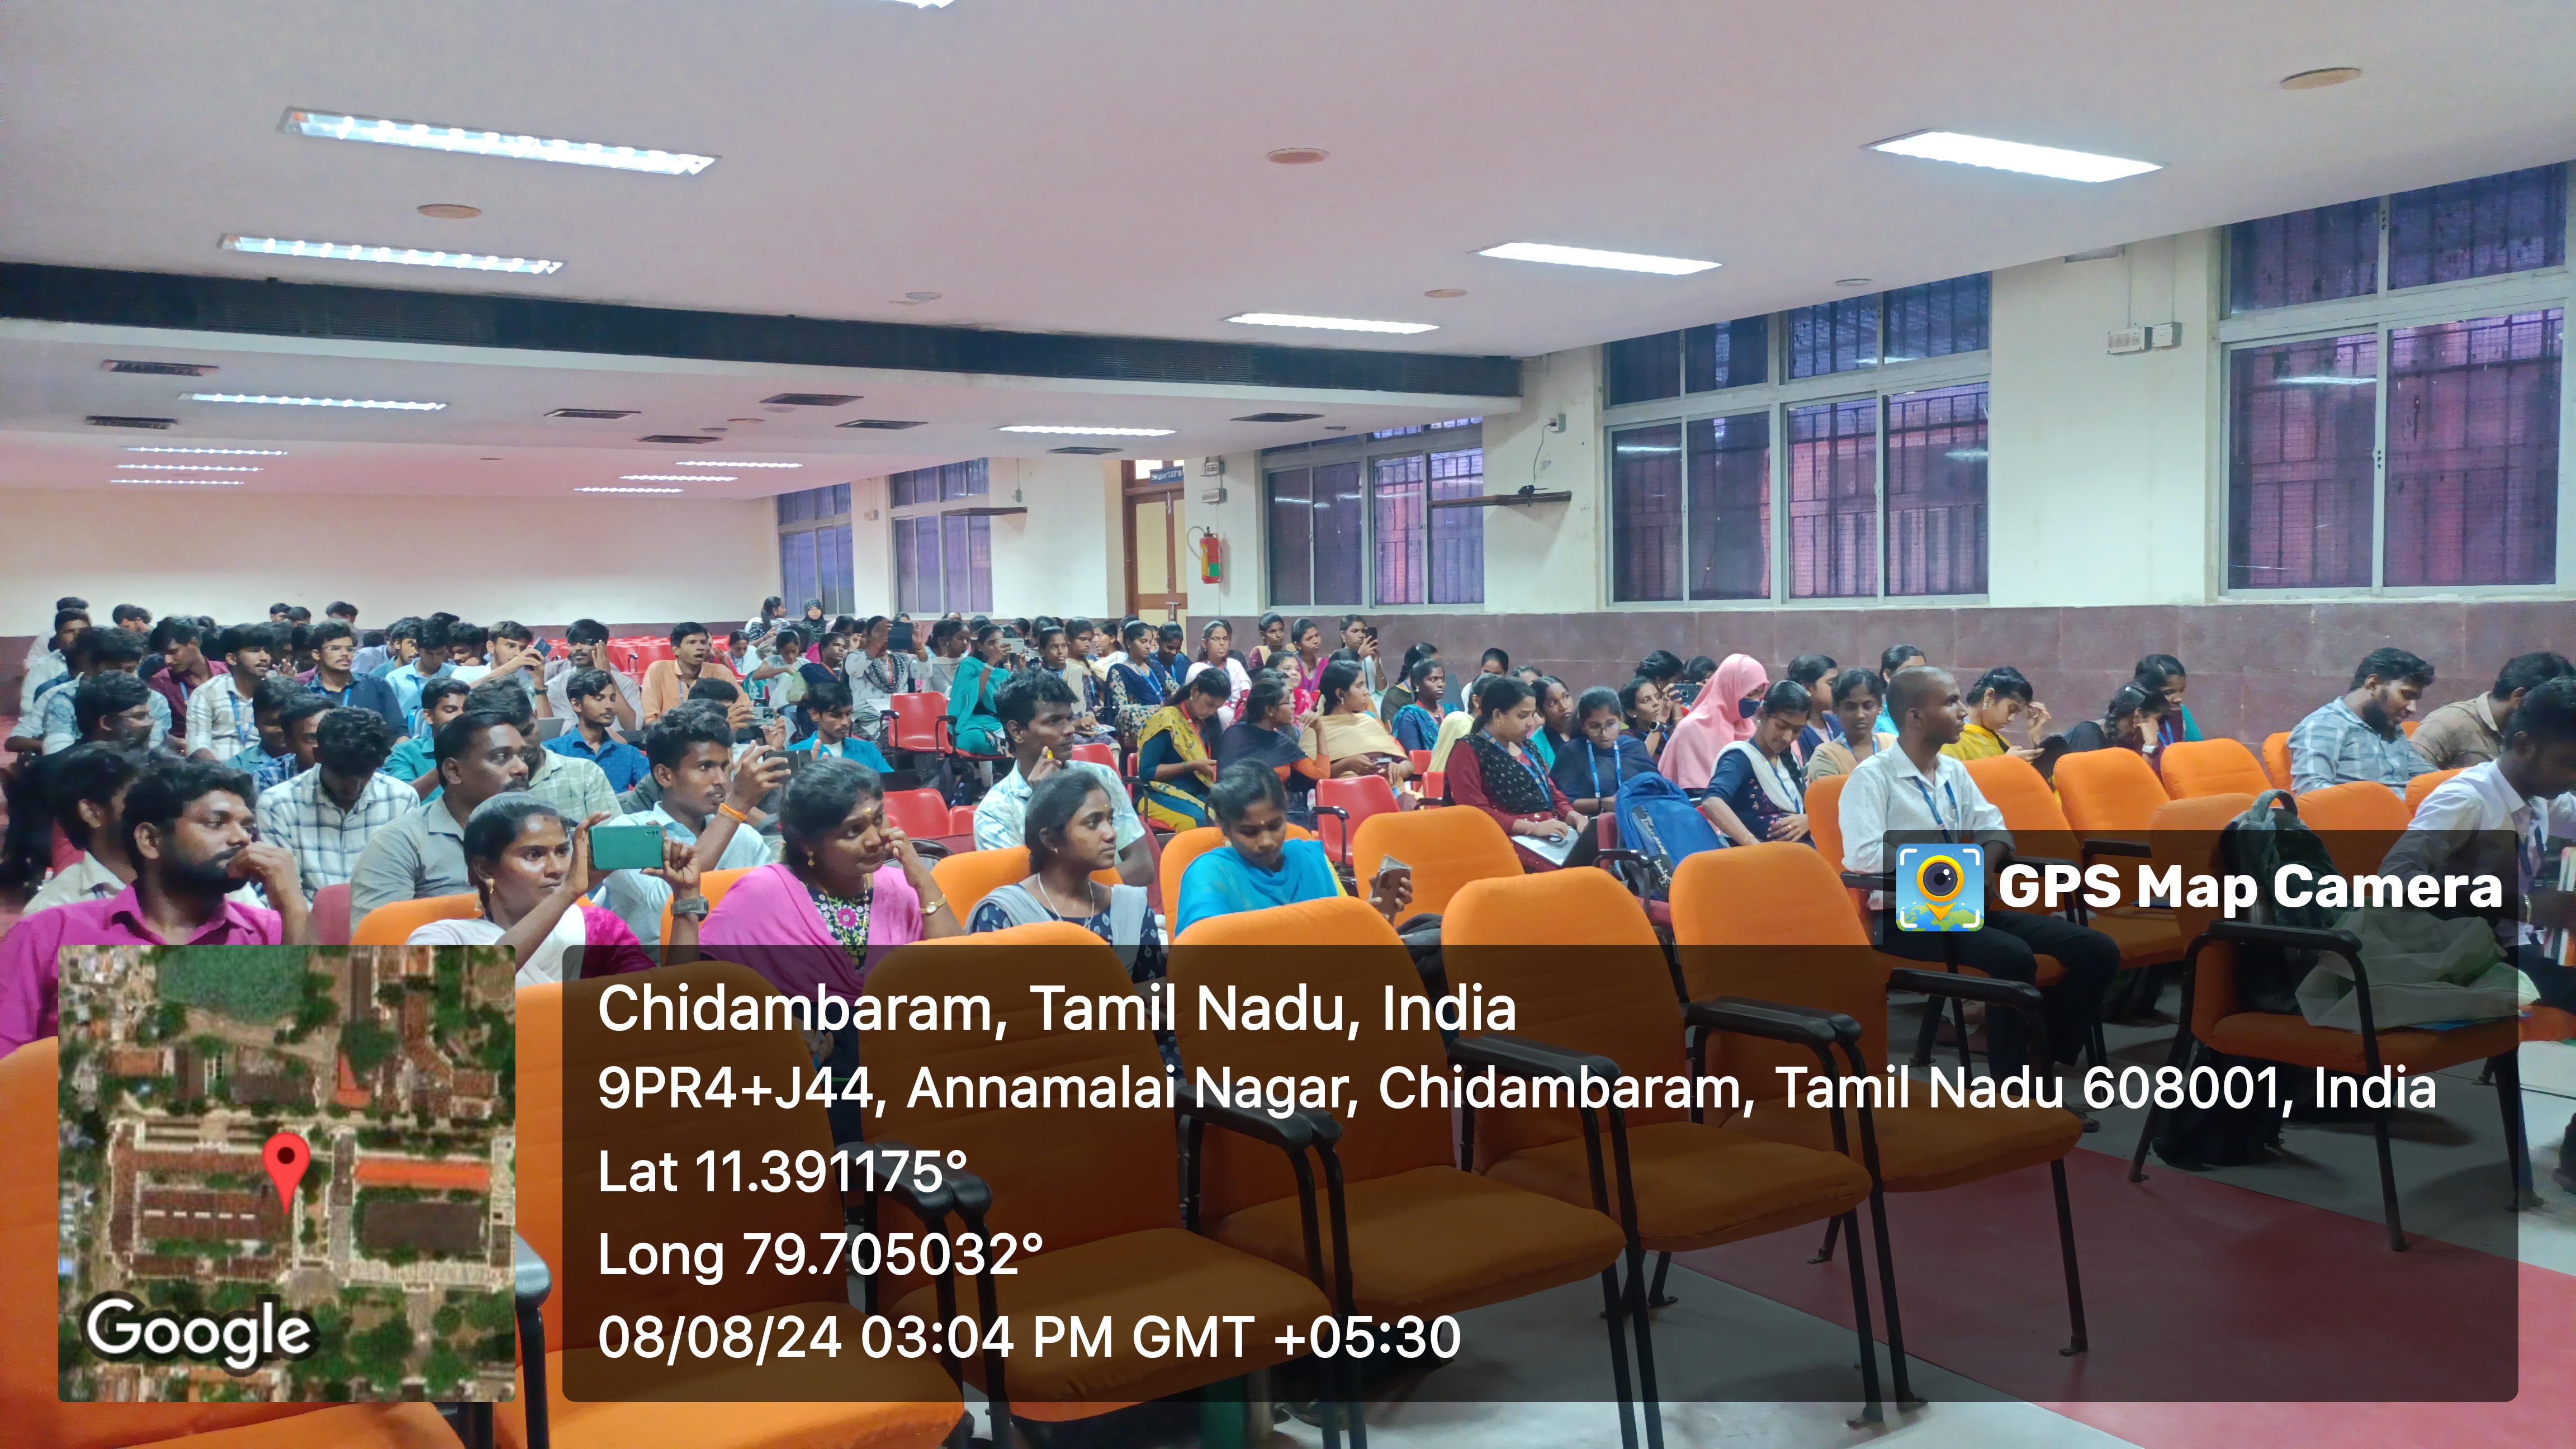 GPS Map Camera
Chidambaram, Tamil Nadu, India
9PR4+J44, Annamalai Nagar, Chidambaram, Tamil Nadu 608001, India
Lat 11.391175°
Long 79.705032°
08/08/24 03:04 PM GMT +05:30
Google